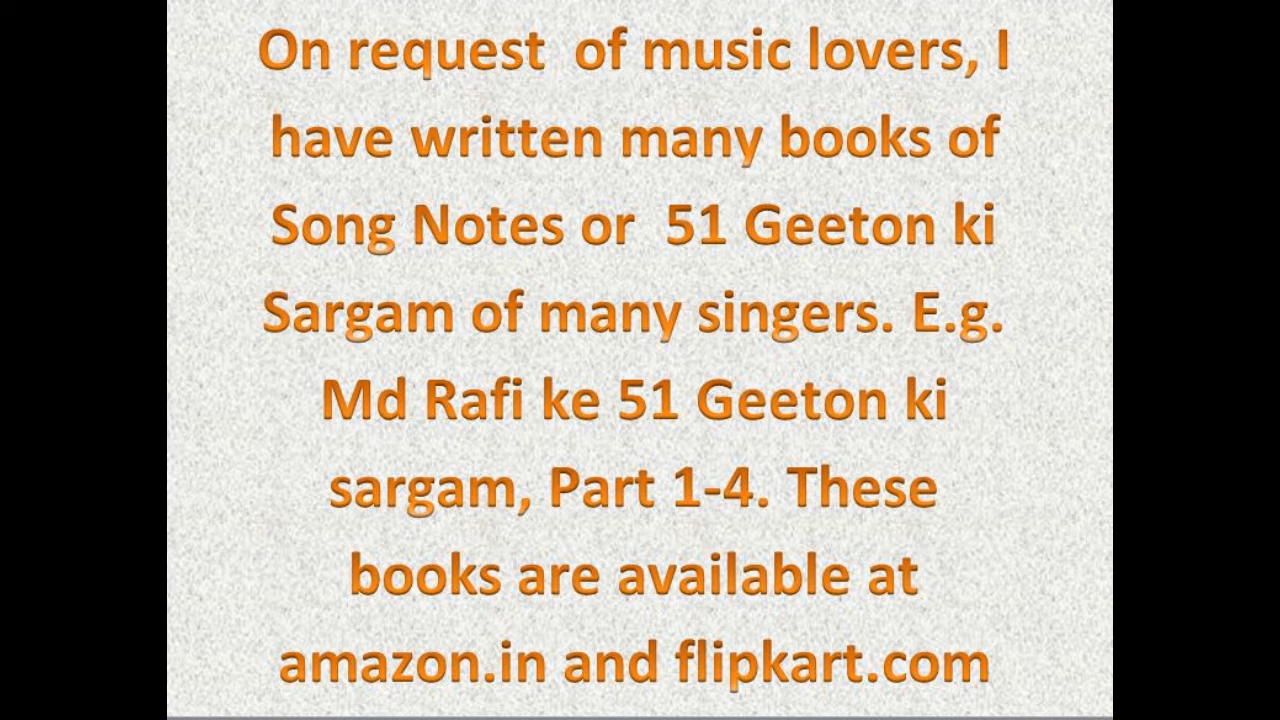 On request  of music lovers, I
have written many books of
Song Notes or  51 Geeton ki
Sargam of many singers. E.g.
Md Rafi ke 51 Geeton ki
sargam, Part 1-4. These
books are available at
amazon.in and flipkart.com